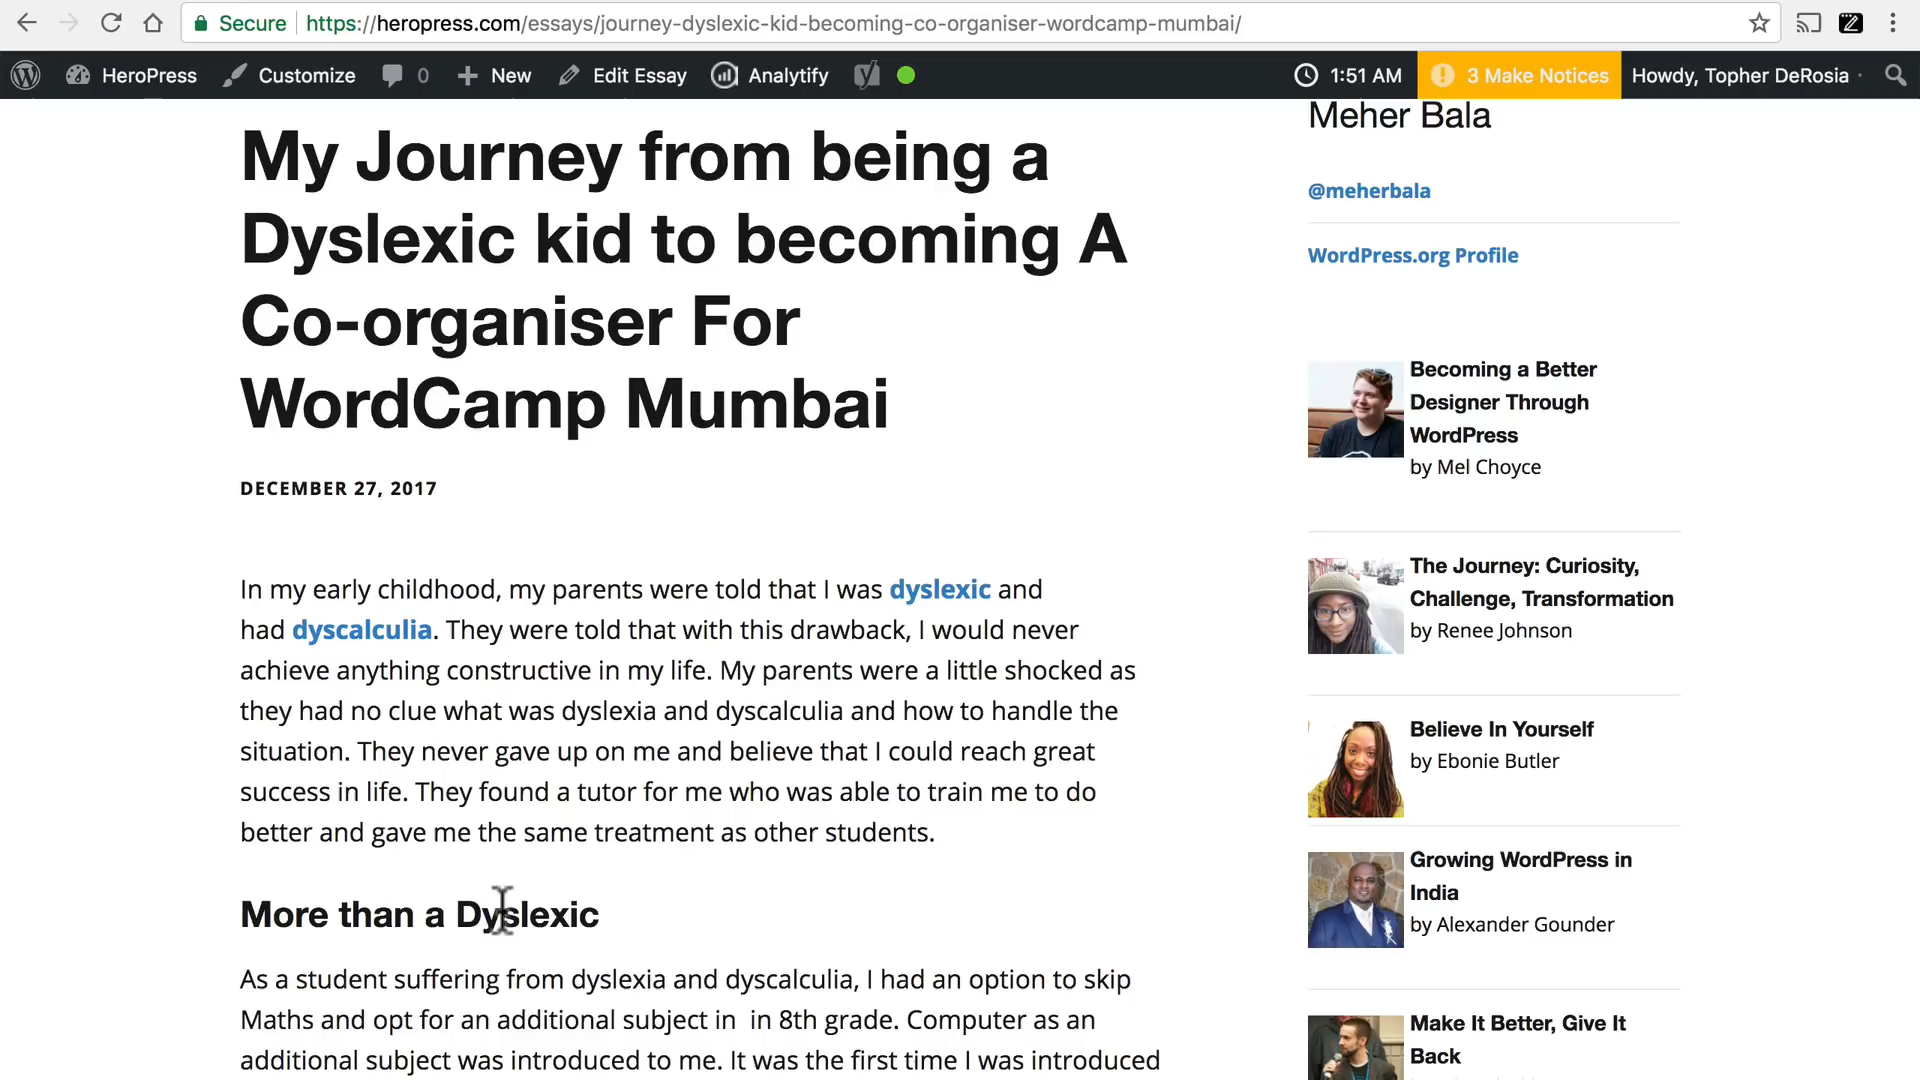 Secure https://heropress.com/essays/journey-dyslexic-kid-becoming-co-organiser-wordcamp-mumbai/
HeroPress Customize 0 New Edit Essay Analytify 1:51 AM 3 Make Notices Howdy, Topher DeRosia
My Journey from being a
Dyslexic kid to becoming A
Co-organiser For
WordCamp Mumbai
DECEMBER 27, 2017
In my early childhood, my parents were told that I was dyslexic and
had dyscalculia. They were told that with this drawback, I would never
achieve anything constructive in my life. My parents were a little shocked as
they had no clue what was dyslexia and dyscalculia and how to handle the
situation. They never gave up on me and believe that I could reach great
success in life. They found a tutor for me who was able to train me to do
better and gave me the same treatment as other students.
More than a Dyslexic
As a student suffering from dyslexia and dyscalculia, I had an option to skip
Maths and opt for an additional subject in  in 8th grade. Computer as an
additional subject was introduced to me. It was the first time I was introduced
Meher Bala
@meherbala
WordPress.org Profile
Becoming a Better
Designer Through
WordPress
by Mel Choyce
The Journey: Curiosity,
Challenge, Transformation
by Renee Johnson
Believe In Yourself
by Ebonie Butler
Growing WordPress in
India
by Alexander Gounder
Make It Better, Give It
Back